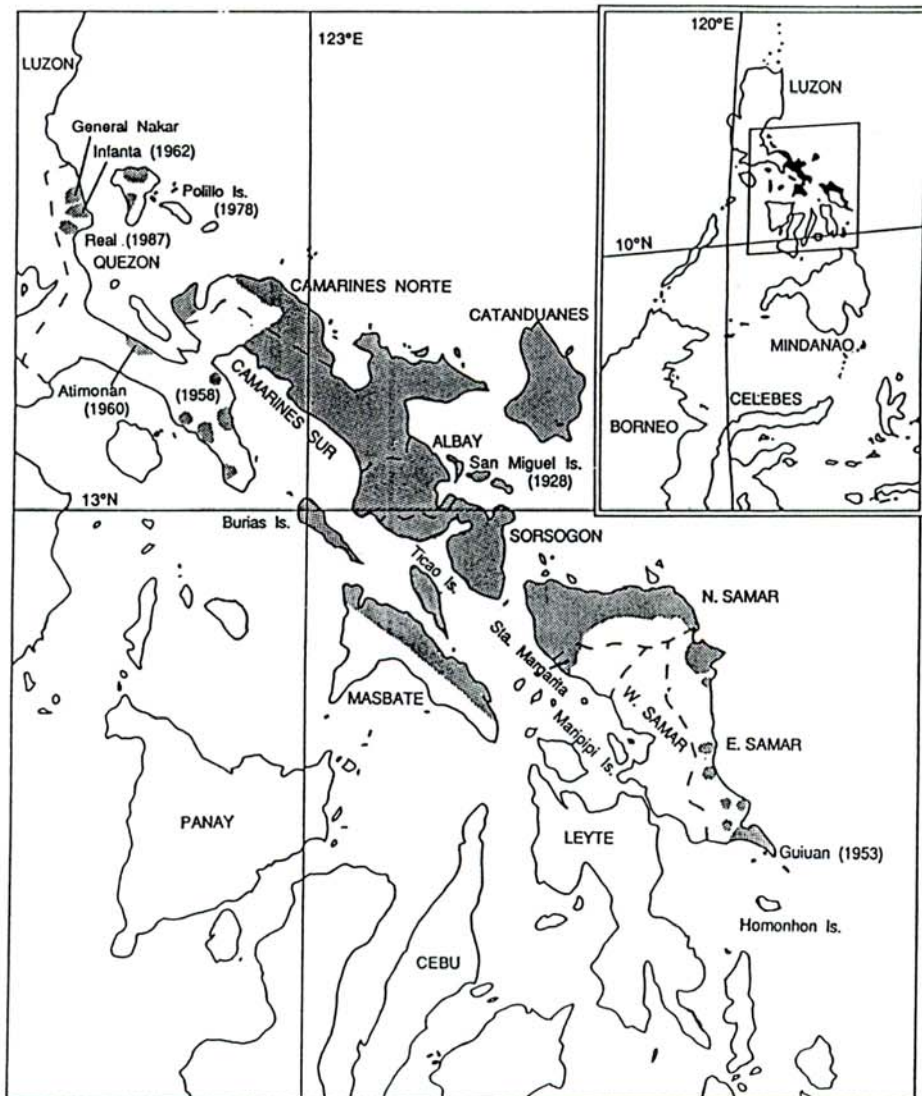 123°E
LUZON
General Nakar
Infanta (1962)
Polillo Is.
(1978)
Real . (1987)
QUEZON
CAMARINES NORTE
CATANDUANES
Atimonan
(1960)
(1958)
CAMARINES SUR
ALBAY
San Miguel Is.
(1928)
13°N
Burias Is.
SORSOGON
Ticao Is.
N. SAMAR
Sta. Margarita
MASBATE
W. SAMAR
Maripipi Is.
E. SAMAR
PANAY
LEYTE
Guiuan (1953)
Homonhon Is.
CEBU
120°E
LUZON
10°N
MINDANAO
CELEBES
BORNEO